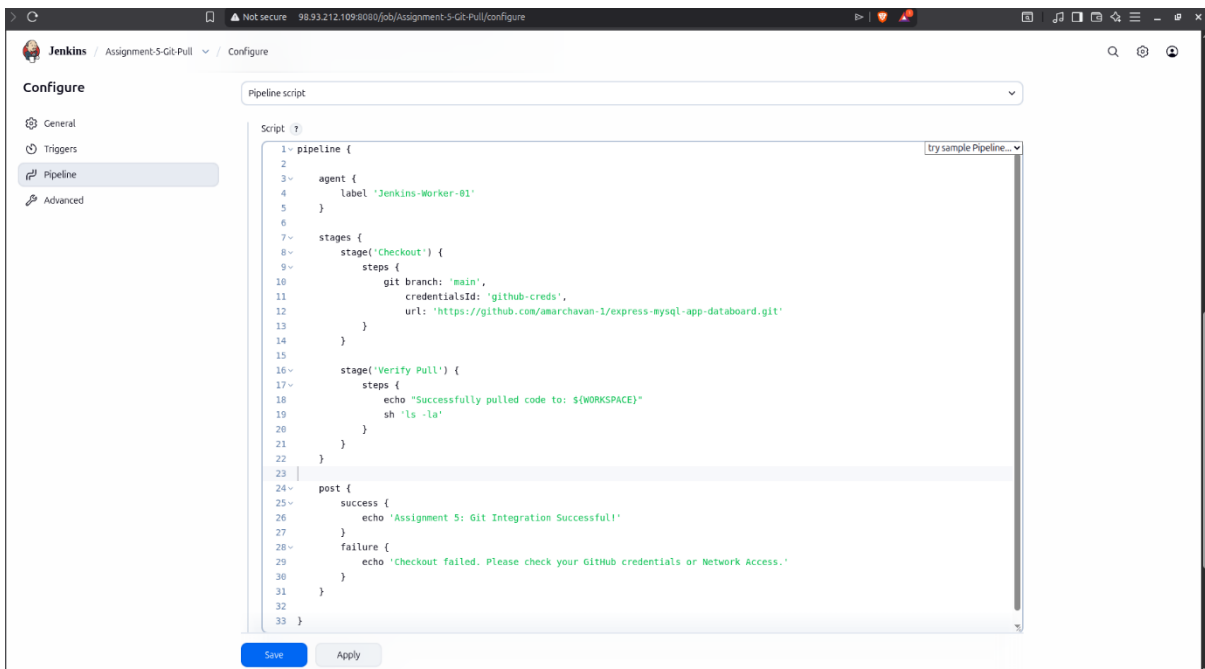 Not secure 98.93.212.109:8080/job/Assignment-5-Git-Pull/configure
Jenkins / Assignment-5-Git-Pull / Configure
Configure
General
Triggers
Pipeline
Advanced
Pipeline script
Script ?
try sample Pipeline...
1 pipeline {
2
3     agent {
4         label 'Jenkins-Worker-01'
5     }
6
7     stages {
8         stage('Checkout') {
9             steps {
10                 git branch: 'main',
11                     credentialsId: 'github-creds',
12                     url: 'https://github.com/amarchavan-1/express-mysql-app-databoard.git'
13             }
14         }
15
16         stage('Verify Pull') {
17             steps {
18                 echo "Successfully pulled code to: ${WORKSPACE}"
19                 sh 'ls -la'
20             }
21         }
22     }
23
24     post {
25         success {
26             echo 'Assignment 5: Git Integration Successful!'
27         }
28         failure {
29             echo 'Checkout failed. Please check your GitHub credentials or Network Access.'
30         }
31     }
32
33 }
Save
Apply